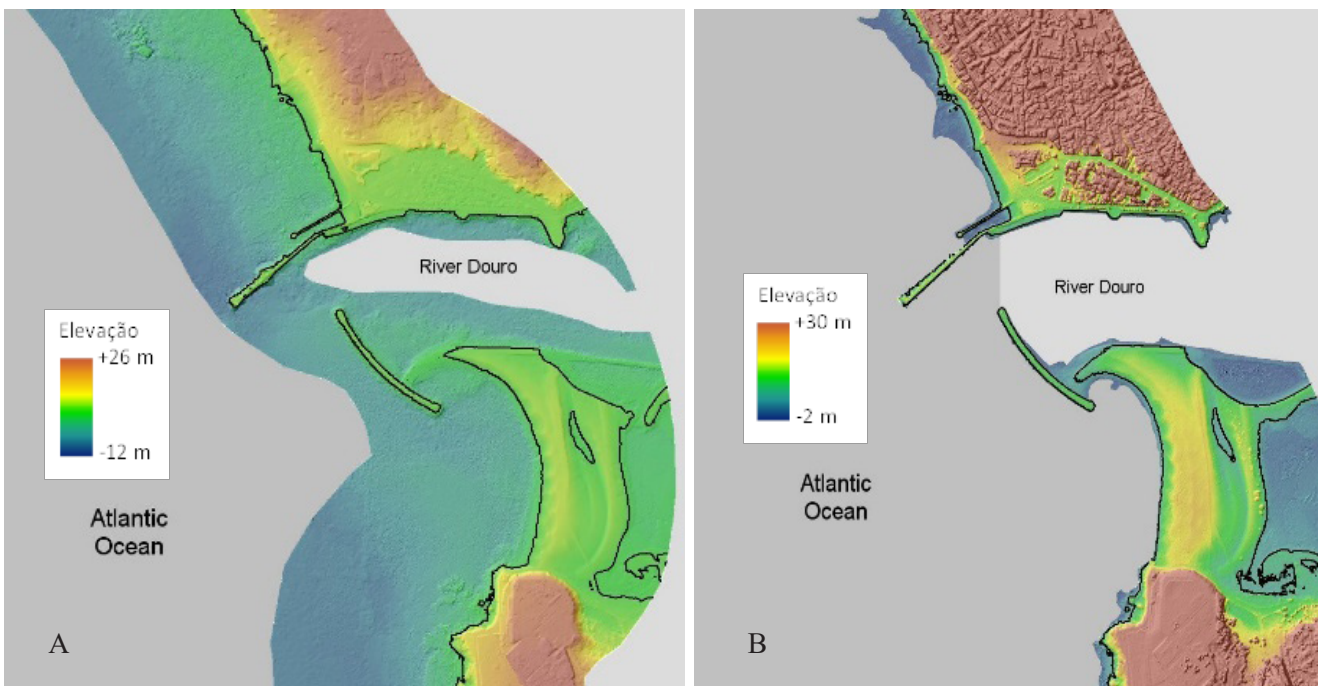 River Douro
Elevação
+26 m
-12 m
Atlantic
Ocean
A
River Douro
Elevação
+30 m
-2 m
Atlantic
Ocean
B